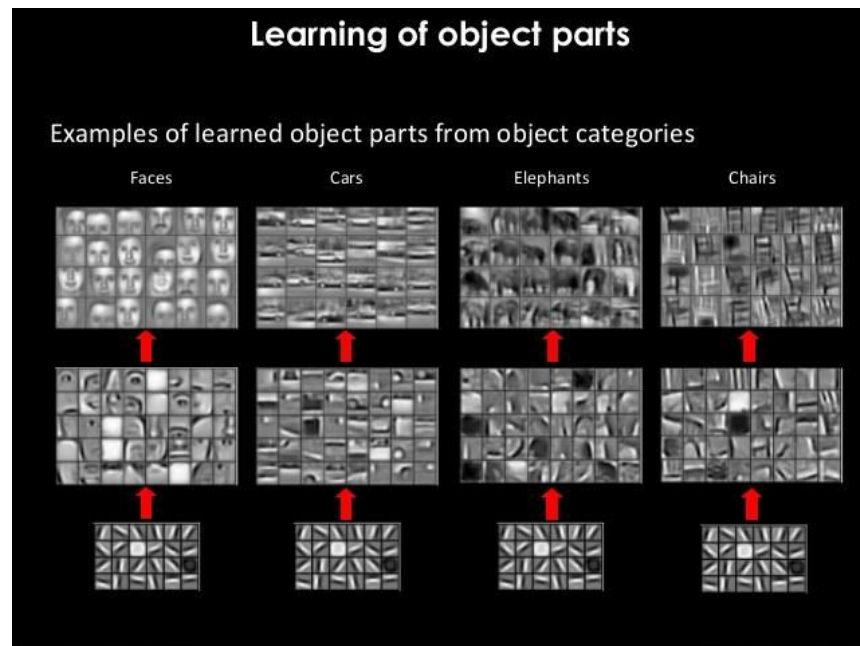 Learning of object parts
Examples of learned object parts from object categories
Faces Cars Elephants Chairs